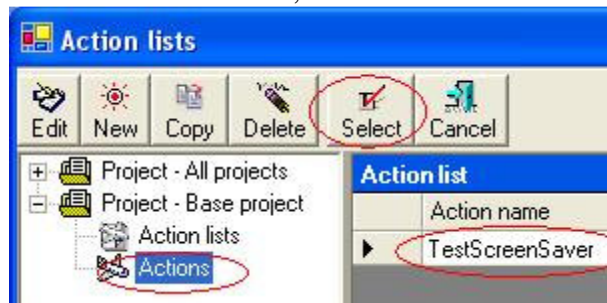 Action lists
Edit New Copy Delete Select Cancel
Project - All projects
Project - Base project
Action lists
Actions
Action list
Action name
TestScreenSaver